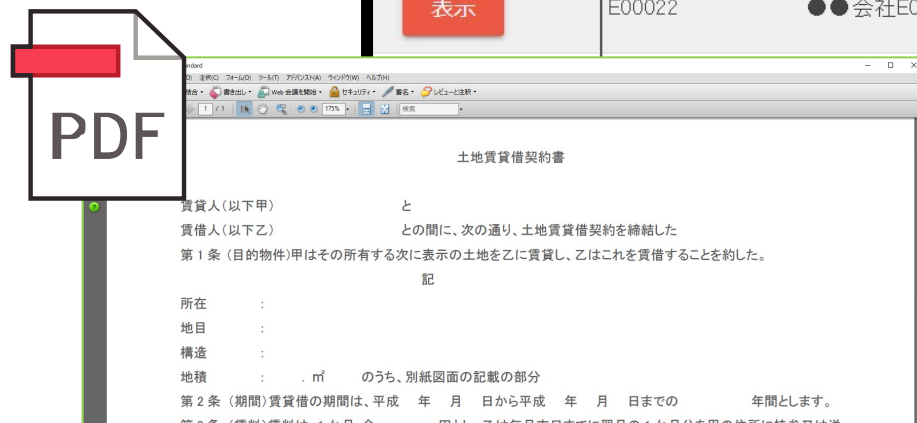 表示
E00022 ●●会社E0
PDF
ndard
O) 注釈(C) フォーム(O) ツール(T) アドバンスト(A) ウィンドウ(W) ヘルプ(H)
結合・ 書き出し・ Web 会議を開始・ セキュリティ・ 署名・ レビューと注釈・
1 / 1 175% 検索
土地賃貸借契約書
賃貸人(以下甲) と
賃借人(以下乙) との間に、次の通り、土地賃貸借契約を締結した
第1条 (目的物件)甲はその所有する次に表示の土地を乙に賃貸し、乙はこれを賃借することを約した。
記
所在 :
地目 :
構造 :
地積 : . ㎡ のうち、別紙図面の記載の部分
第2条 (期間)賃貸借の期間は、平成 年 月 日から平成 年 月 日までの 年間とします。